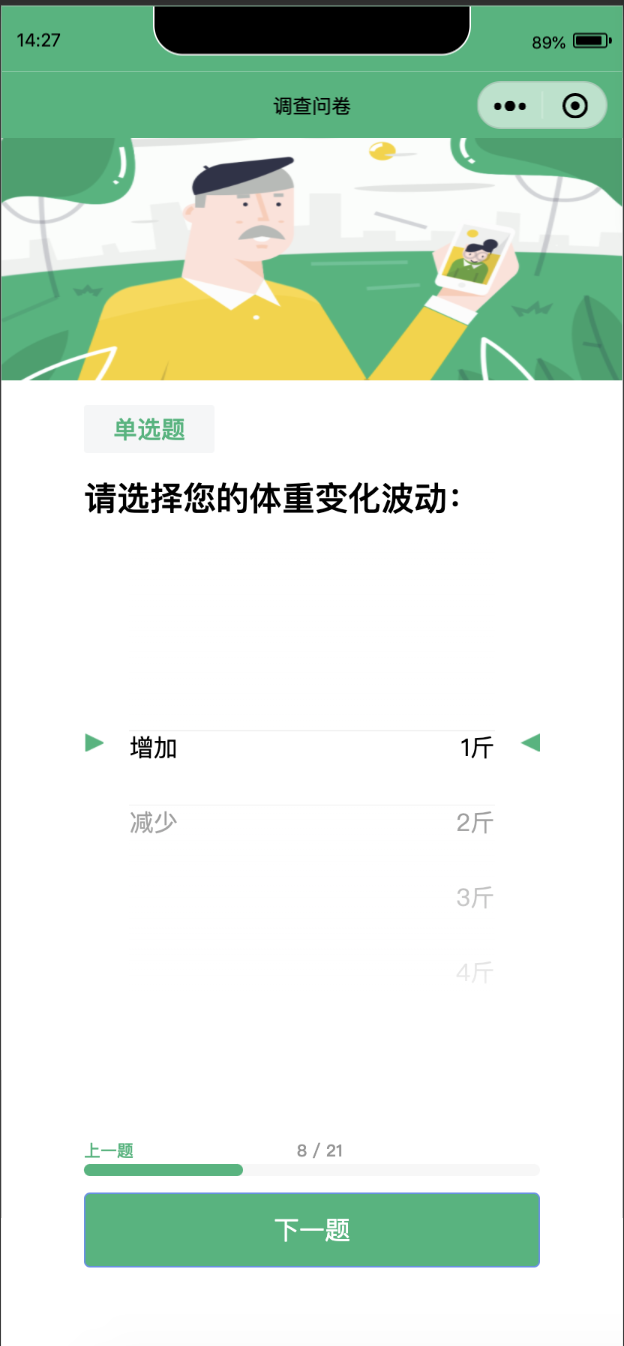 14:27
89%
调查问卷
单选题
请选择您的体重变化波动：
增加 1斤
减少 2斤
3斤
4斤
上一题 8 / 21
下一题